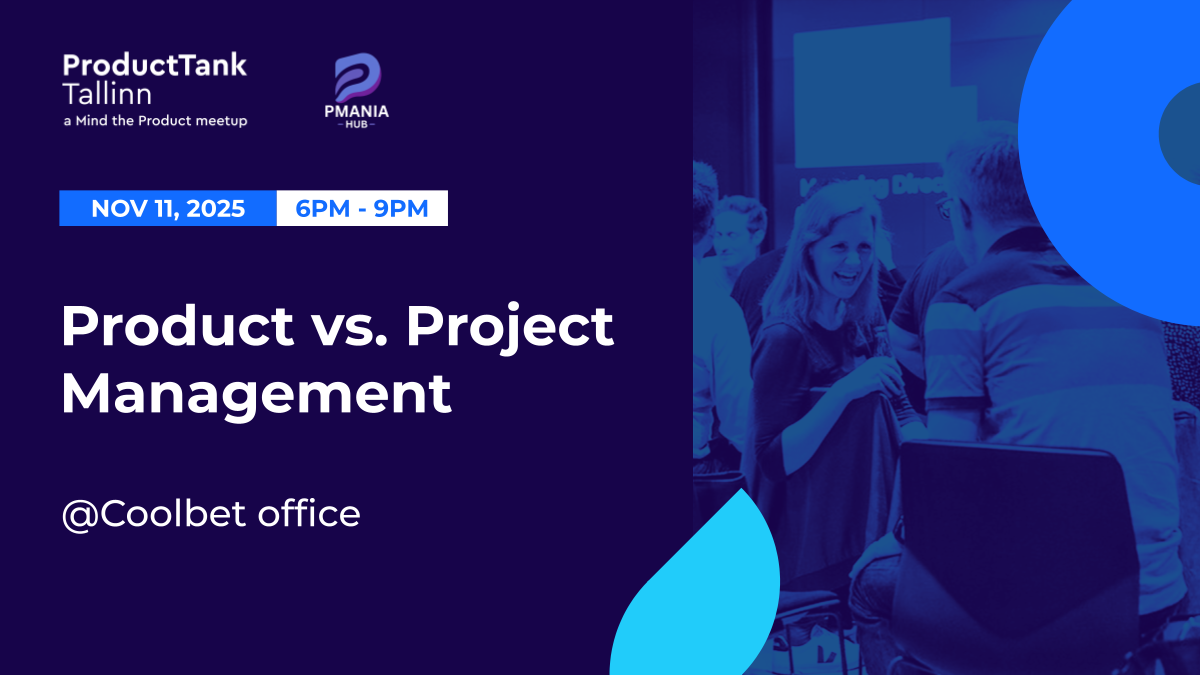 ProductTank
Tallinn
a Mind the Product meetup
PMANIA
- HUB -
NOV 11, 2025
6PM - 9PM
Product vs. Project
Management
@Coolbet office